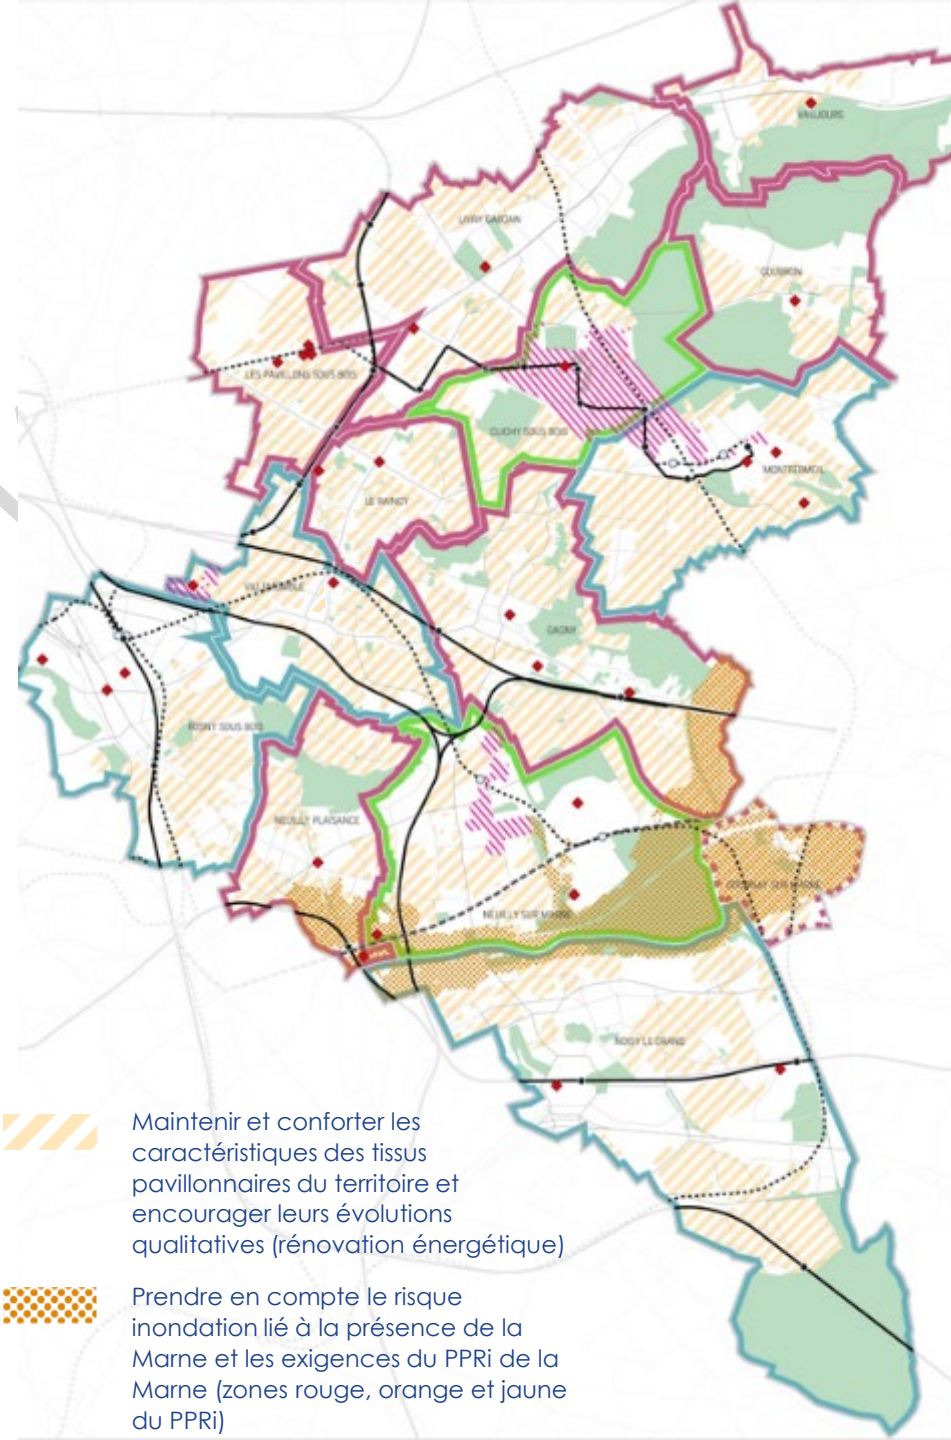 VAUJOURS
LIVRY GARGAN
COUBRON
LES PAVILLONS SOUS BOIS
CLICHY SOUS BOIS
MONTFERMEIL
LE RAINCY
VILLEMOMBLE
GAGNY
ROSNY SOUS BOIS
NEUILLY PLAISANCE
GOURNAY SUR MARNE
NEUILLY SUR MARNE
NOISY LE GRAND
Maintenir et conforter les
caractéristiques des tissus
pavillonnaires du territoire et
encourager leurs évolutions
qualitatives (rénovation énergétique)
Prendre en compte le risque
inondation lié à la présence de la
Marne et les exigences du PPRi de la
Marne (zones rouge, orange et jaune
du PPRi)